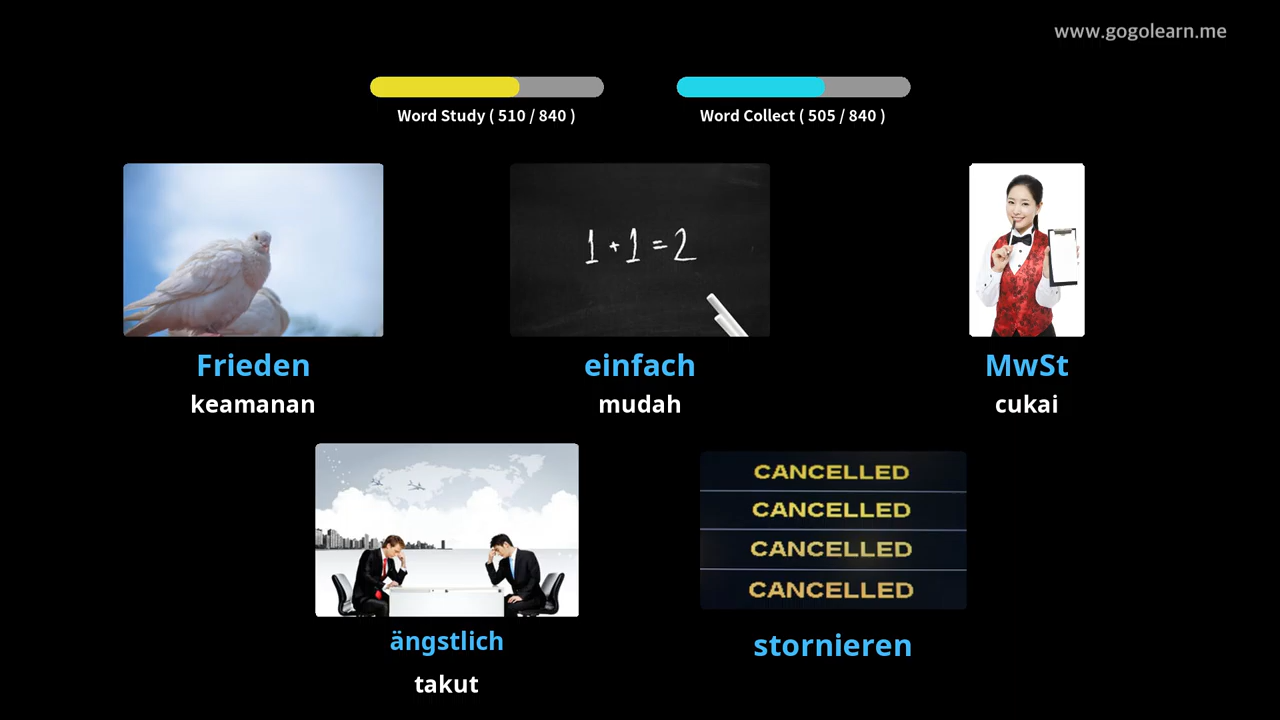 www.gogolearn.me
Word Study ( 510 / 840 )
Word Collect ( 505 / 840 )
1 + 1 = 2
Frieden
keamanan
einfach
mudah
MwSt
cukai
CANCELLED
CANCELLED
CANCELLED
CANCELLED
ängstlich
takut
stornieren